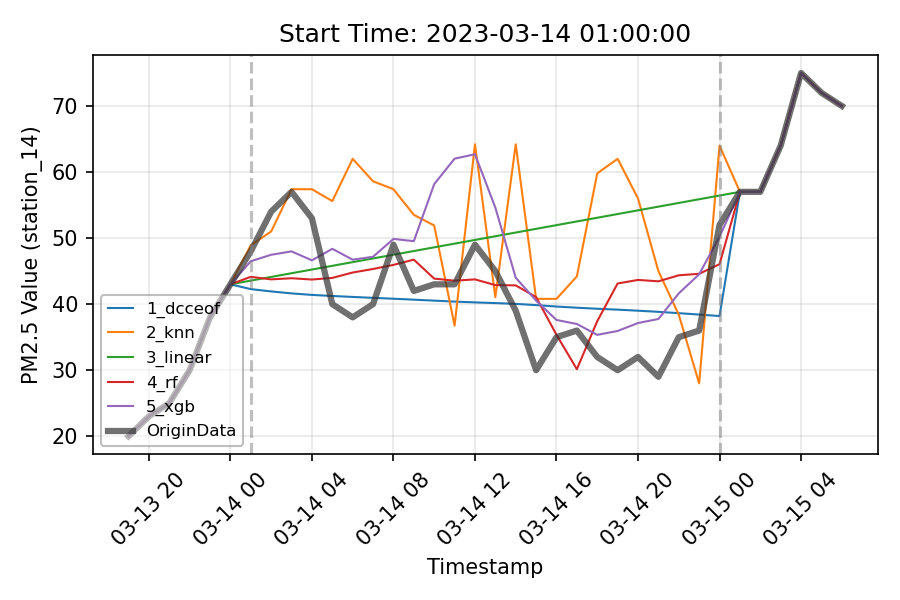 Start Time: 2023-03-14 01:00:00
PM2.5 Value (station_14)
70
60
50
40
30
20
1_dcceof
2_knn
3_linear
4_rf
5_xgb
OriginData
03-13 20
03-14 00
03-14 04
03-14 08
03-14 12
03-14 16
03-14 20
03-15 00
03-15 04
Timestamp